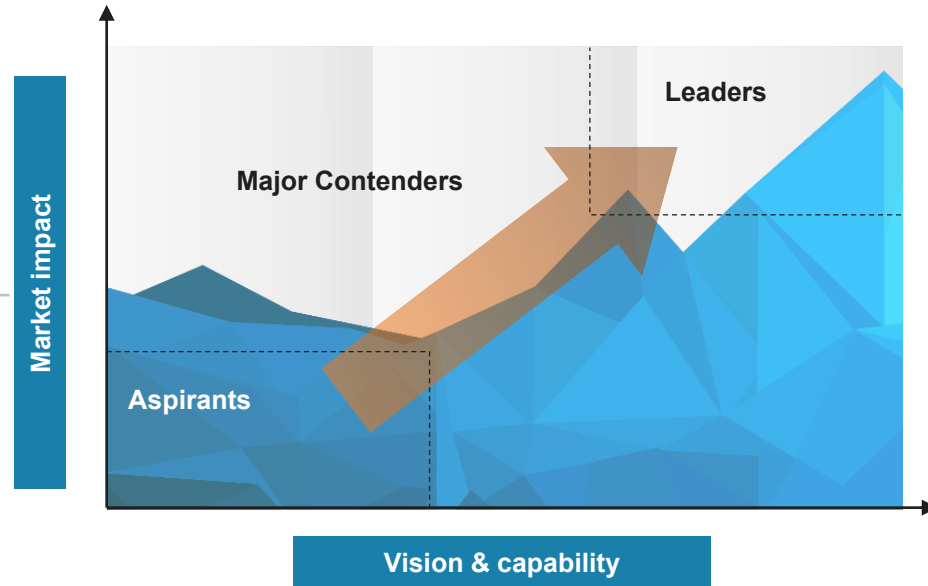 Leaders
Major Contenders
Market impact
Aspirants
Vision & capability